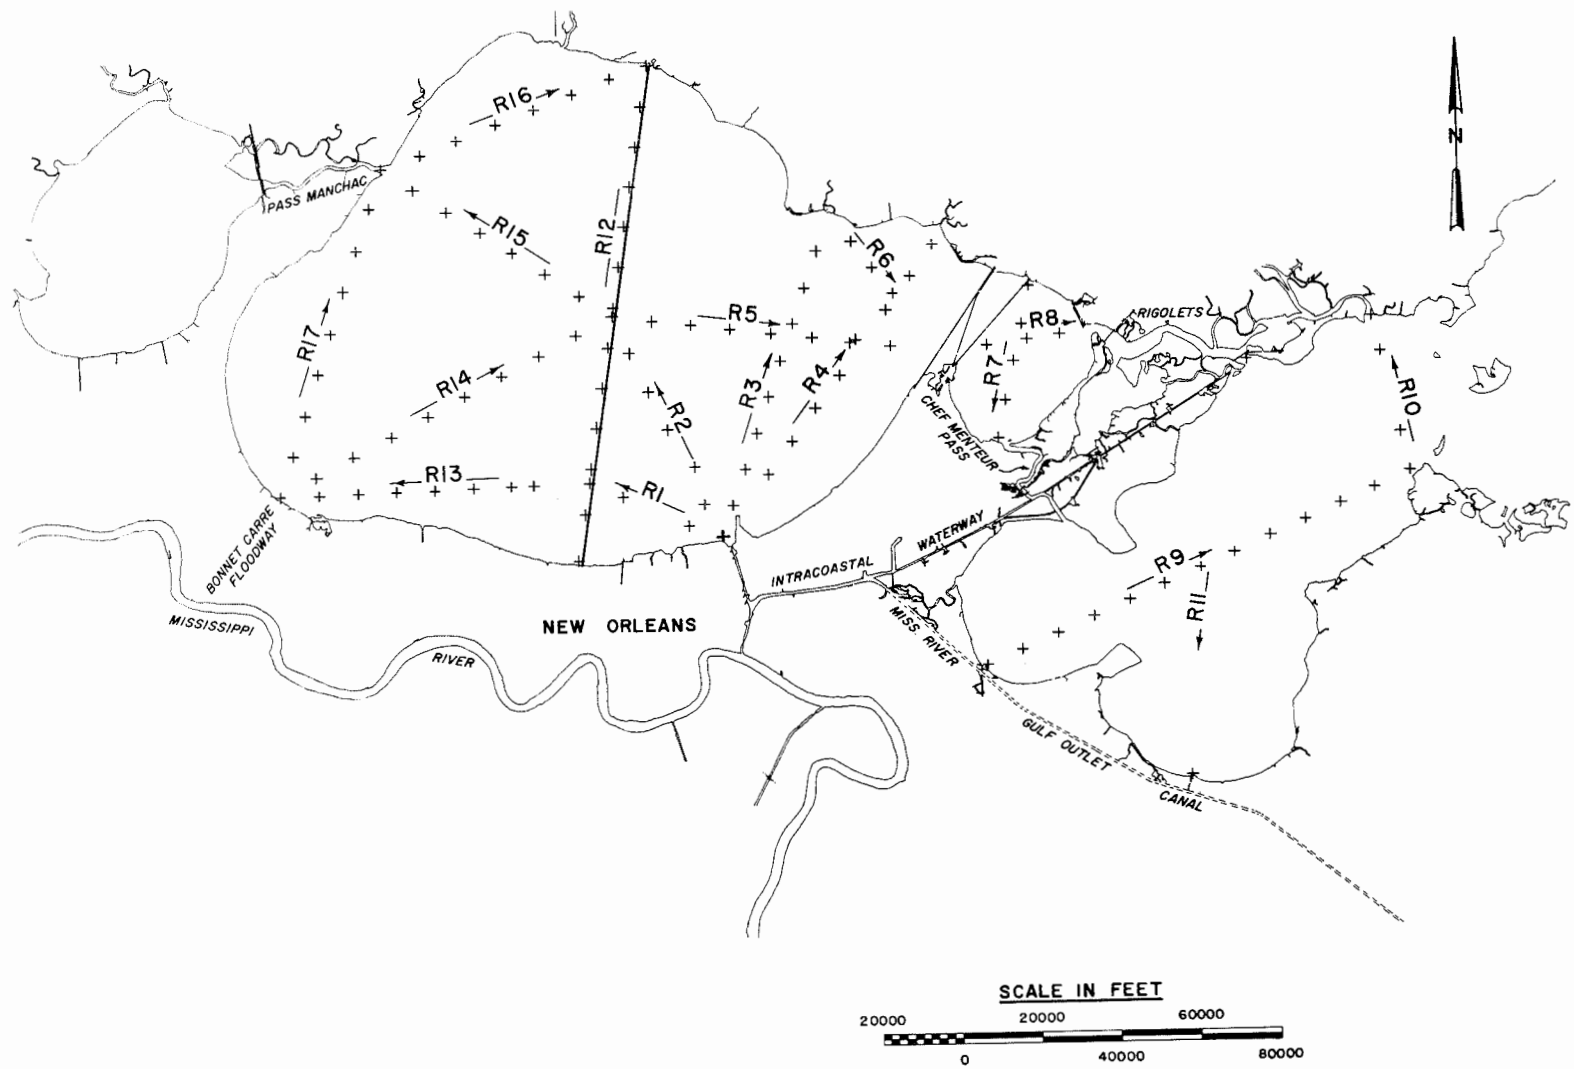 R16
N
PASS MANCHAC
R15
R12
R6
R17
R5
R8
RIGOLETS
R14
R3
R4
R7
R10
R2
CHEF MENTEUR
PASS
R13
R1
BONNET CARRE
FLOODWAY
WATERWAY
INTRACOASTAL
R9
R11
MISSISSIPPI
RIVER
NEW ORLEANS
MISS. RIVER
GULF OUTLET
CANAL
SCALE IN FEET
20000 20000 60000
0 40000 80000